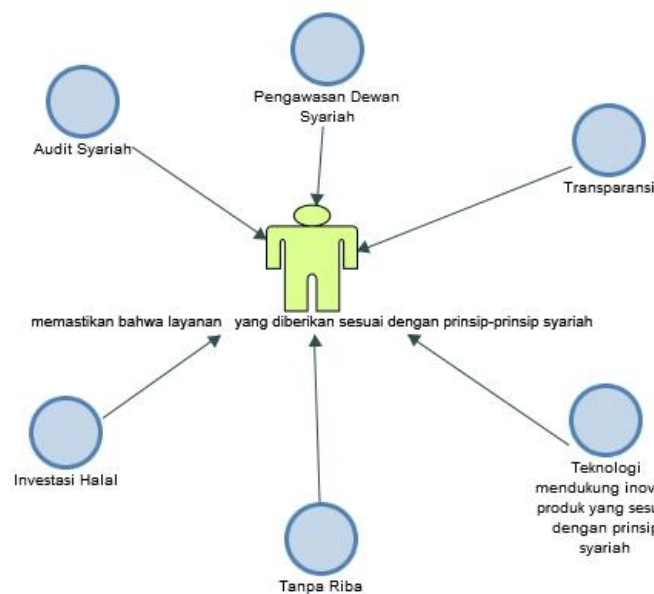 Pengawasan Dewan
Syariah
Audit Syariah
Transparansi
memastikan bahwa layanan yang diberikan sesuai dengan prinsip-prinsip syariah
Investasi Halal
Teknologi
mendukung inov
produk yang sesu
dengan prinsip
syariah
Tanpa Riba